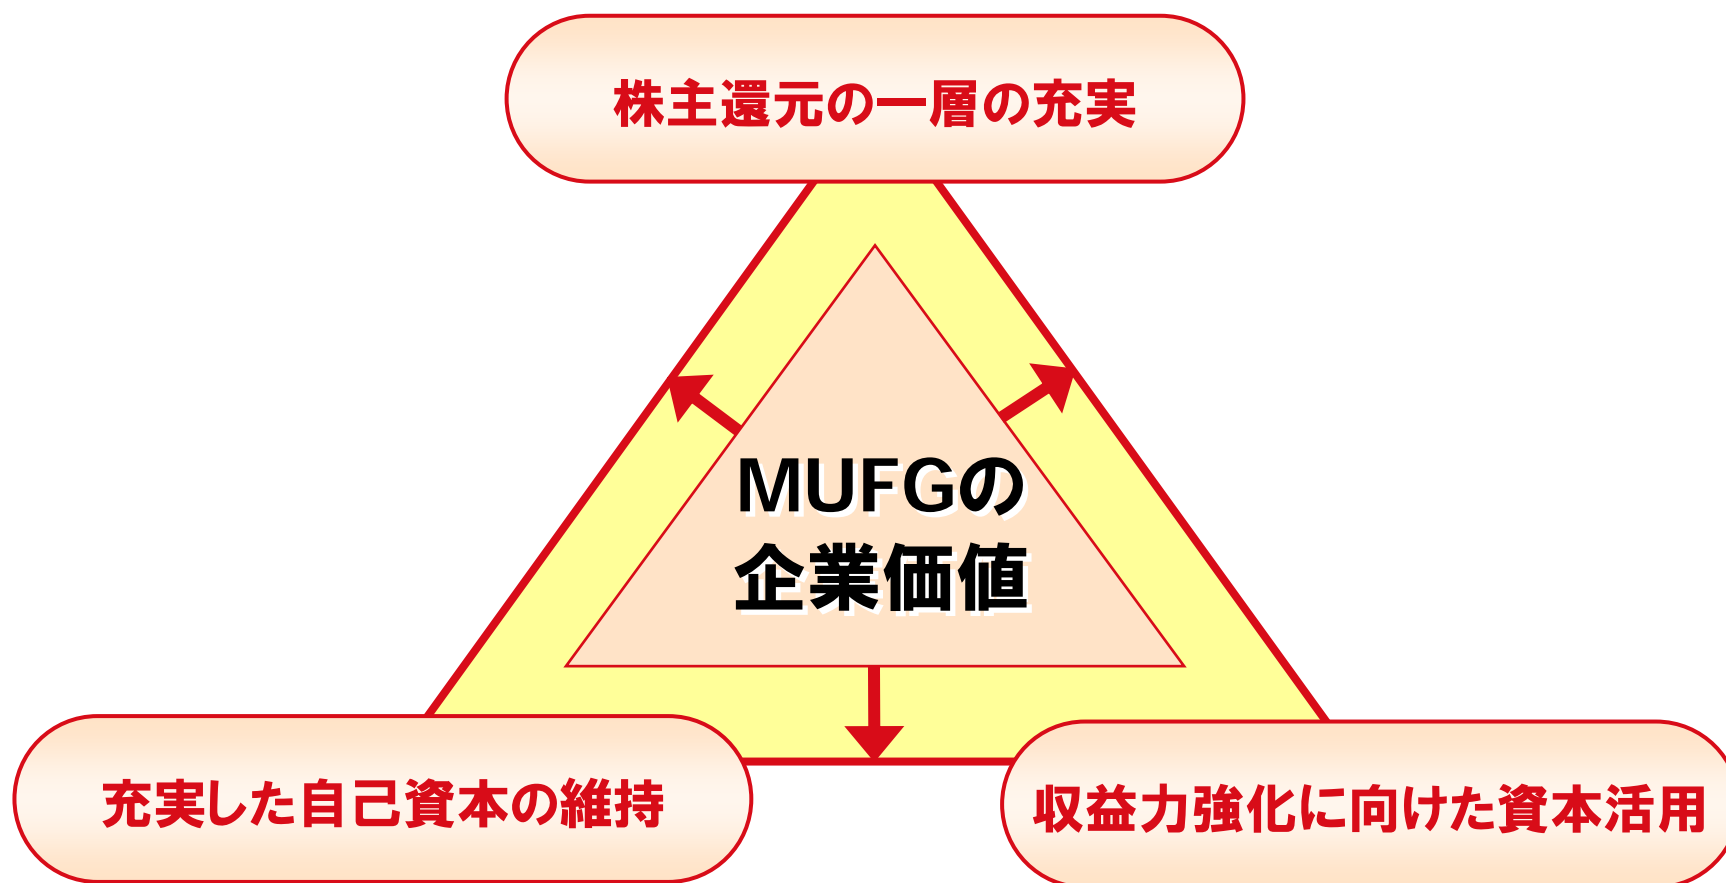 株主還元の一層の充実
MUFGの
企業価値
充実した自己資本の維持
収益力強化に向けた資本活用